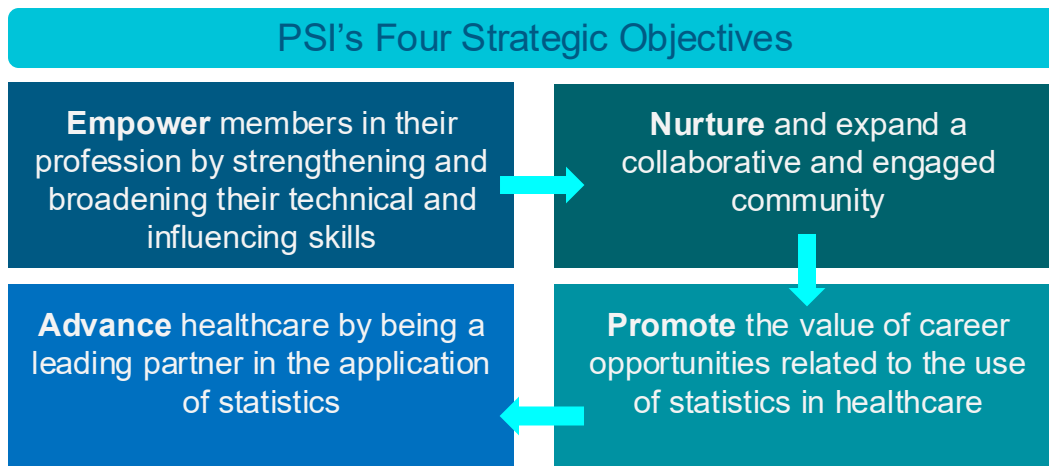 PSI's Four Strategic Objectives
Empower members in their
profession by strengthening and
broadening their technical and
influencing skills
Nurture and expand a
collaborative and engaged
community
Advance healthcare by being a
leading partner in the application
of statistics
Promote the value of career
opportunities related to the use
of statistics in healthcare